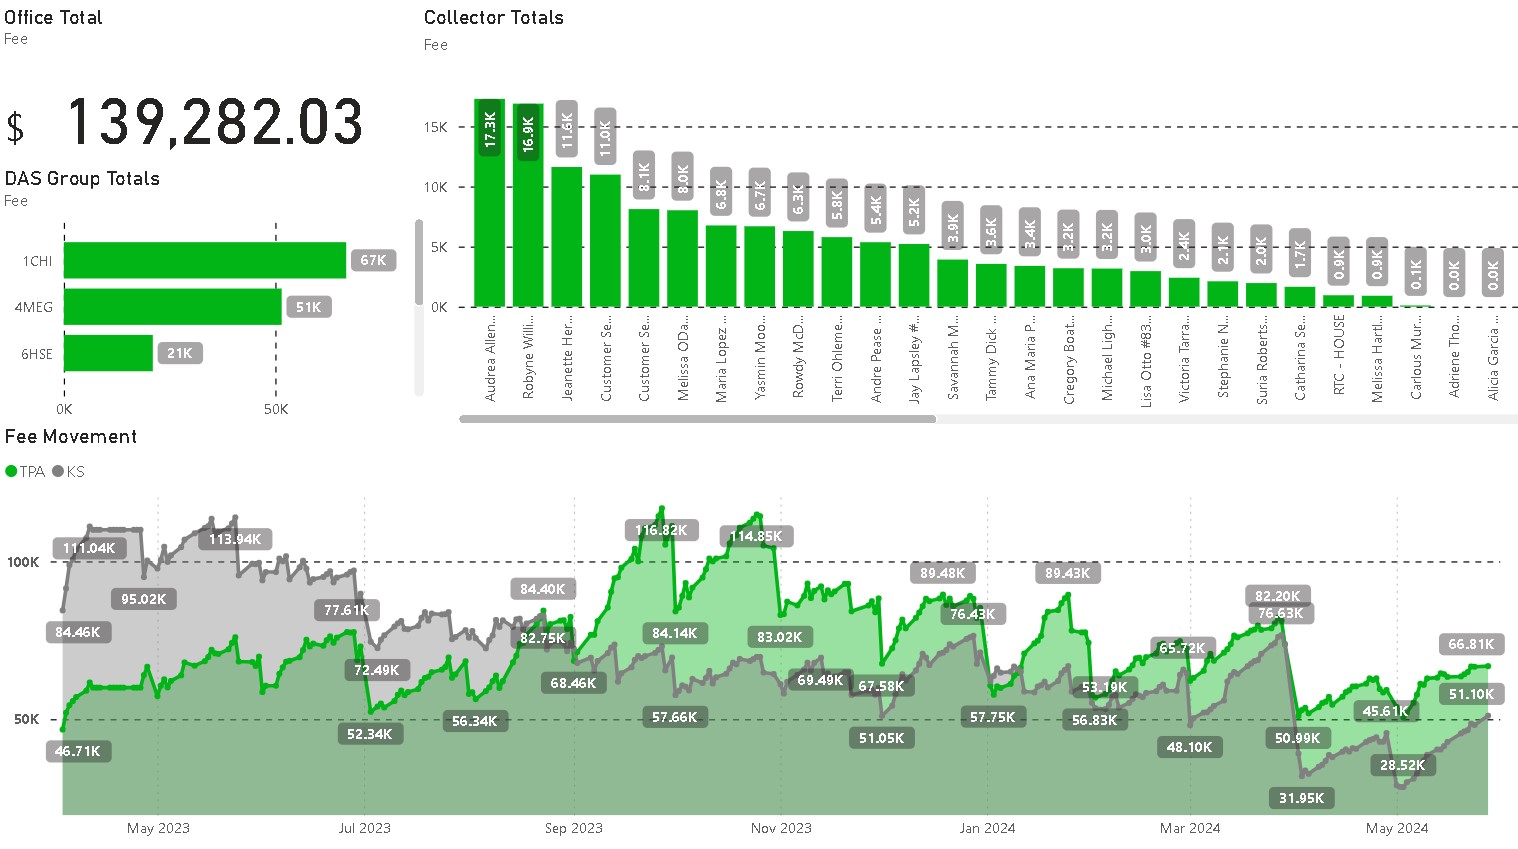 Office Total
Fee
$ 139,282.03
DAS Group Totals
Fee
1CHI 67K
4MEG 51K
6HSE 21K
0K 50K
Collector Totals
Fee
15K
10K
5K
0K
17.3K 16.9K 11.6K 11.0K 8.1K 8.0K 6.8K 6.7K 6.3K 5.8K 5.4K 5.2K 3.9K 3.6K 3.4K 3.2K 3.2K 3.0K 2.4K 2.1K 2.0K 1.7K 0.9K 0.9K 0.1K 0.0K 0.0K
Audrea Allen...
Robyne Willi...
Jeanette Her...
Customer Se...
Customer Se...
Melissa ODa...
Maria Lopez ...
Yasmin Moo...
Rowdy McD...
Terri Ohleme...
Andre Pease ...
Jay Lapsley #...
Savannah M...
Tammy Dick ...
Ana Maria P...
Gregory Boat...
Michael Ligh...
Lisa Otto #83...
Victoria Tarra...
Stephanie N...
Suria Roberts...
Catharina Se...
RTC - HOUSE
Melissa Hartl...
Carlous Mur...
Adriene Tho...
Alicia Garcia ...
Fee Movement
TPA KS
100K
50K
111.04K
95.02K
84.46K
46.71K
113.94K
77.61K
72.49K
52.34K
56.34K
84.40K
82.75K
68.46K
116.82K
84.14K
57.66K
114.85K
83.02K
69.49K
67.58K
51.05K
89.48K
76.43K
57.75K
89.43K
53.19K
56.83K
65.72K
48.10K
82.20K
76.63K
50.99K
31.95K
45.61K
28.52K
66.81K
51.10K
May 2023 Jul 2023 Sep 2023 Nov 2023 Jan 2024 Mar 2024 May 2024